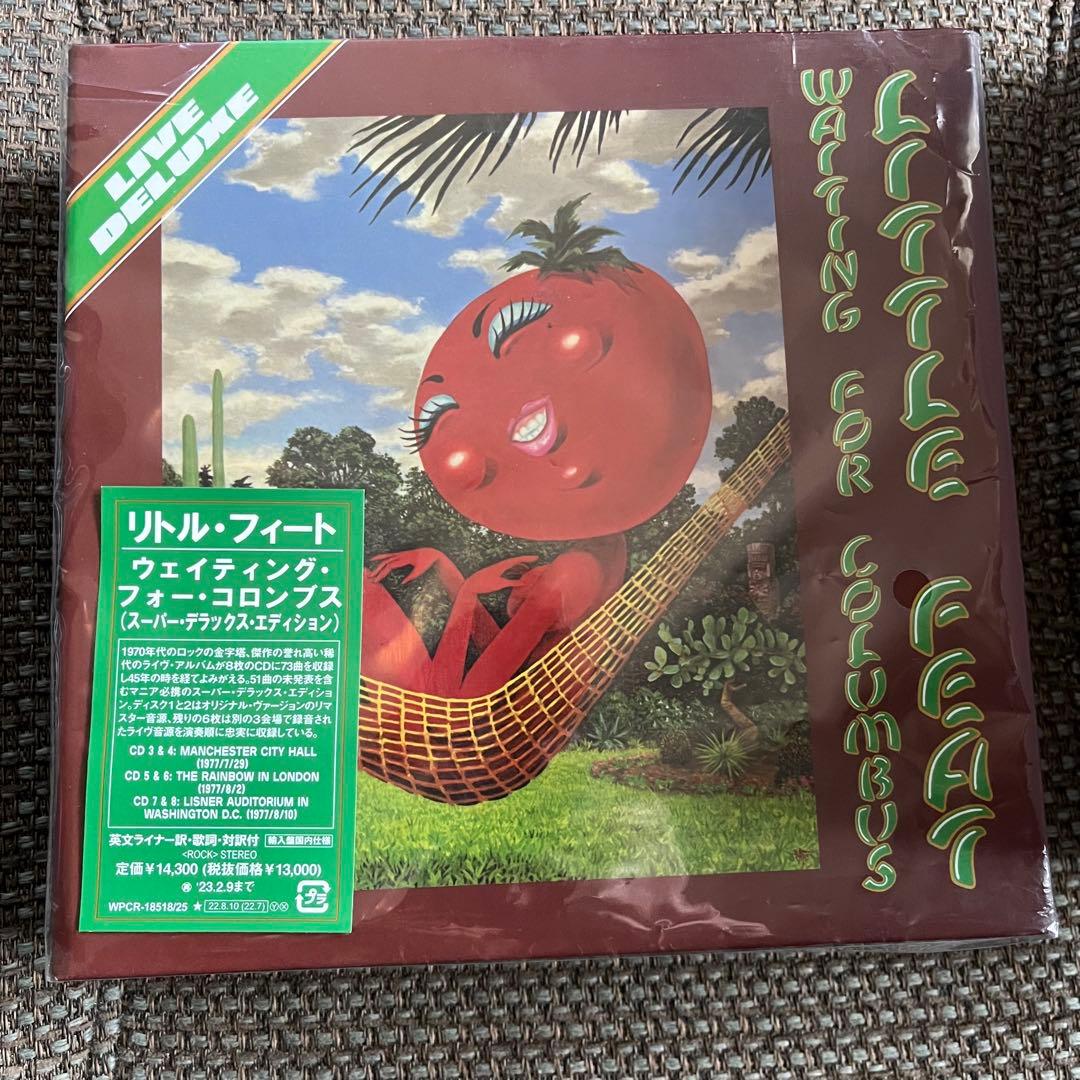 LIVE
DELUXE
LITTLE FEAT
WAITING FOR COLUMBUS
リトル・フィート
ウェイティング・
フォー・コロンブス
(スーパー・デラックス・エディション)
1970年代のロックの金字塔、傑作の誉れ高い稀
代のライヴ・アルバムが8枚のCDに73曲を収録
し45年の時を経てよみがえる。51曲の未発表を含
むマニア必携のスーパー・デラックス・エディショ
ン。ディスク1と2はオリジナル・ヴァージョンのリマ
スター音源、残りの6枚は別の3会場で録音され
たライヴ音源を演奏順に忠実に収録している。
CD 3 & 4: MANCHESTER CITY HALL
(1977/7/29)
CD 5 & 6: THE RAINBOW IN LONDON
(1977/8/2)
CD 7 & 8: LISNER AUDITORIUM IN
WASHINGTON D.C. (1977/8/10)
英文ライナー訳・歌詞・対訳付 輸入盤国内仕様
<ROCK> STEREO
定価¥14,300 (税抜価格¥13,000)
㊢ '23.2.9まで
WPCR-18518/25 ★ 22.8.10 (22.7) Ⓨ Ⓧ
プラ